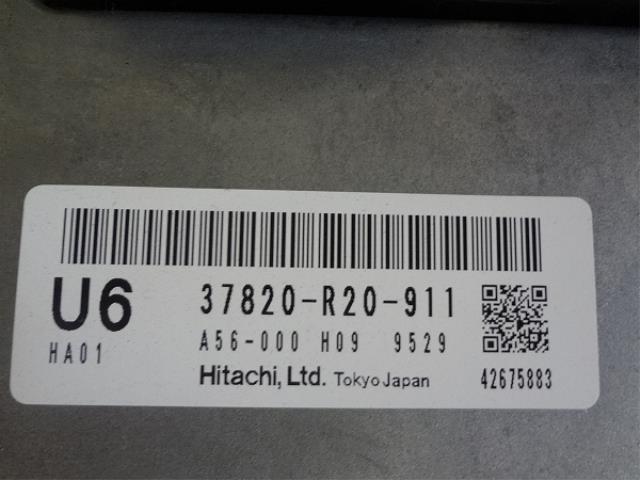 U6 37820-R20-911
HA01 A56-000 H09 9529
Hitachi, Ltd. Tokyo Japan 42675883